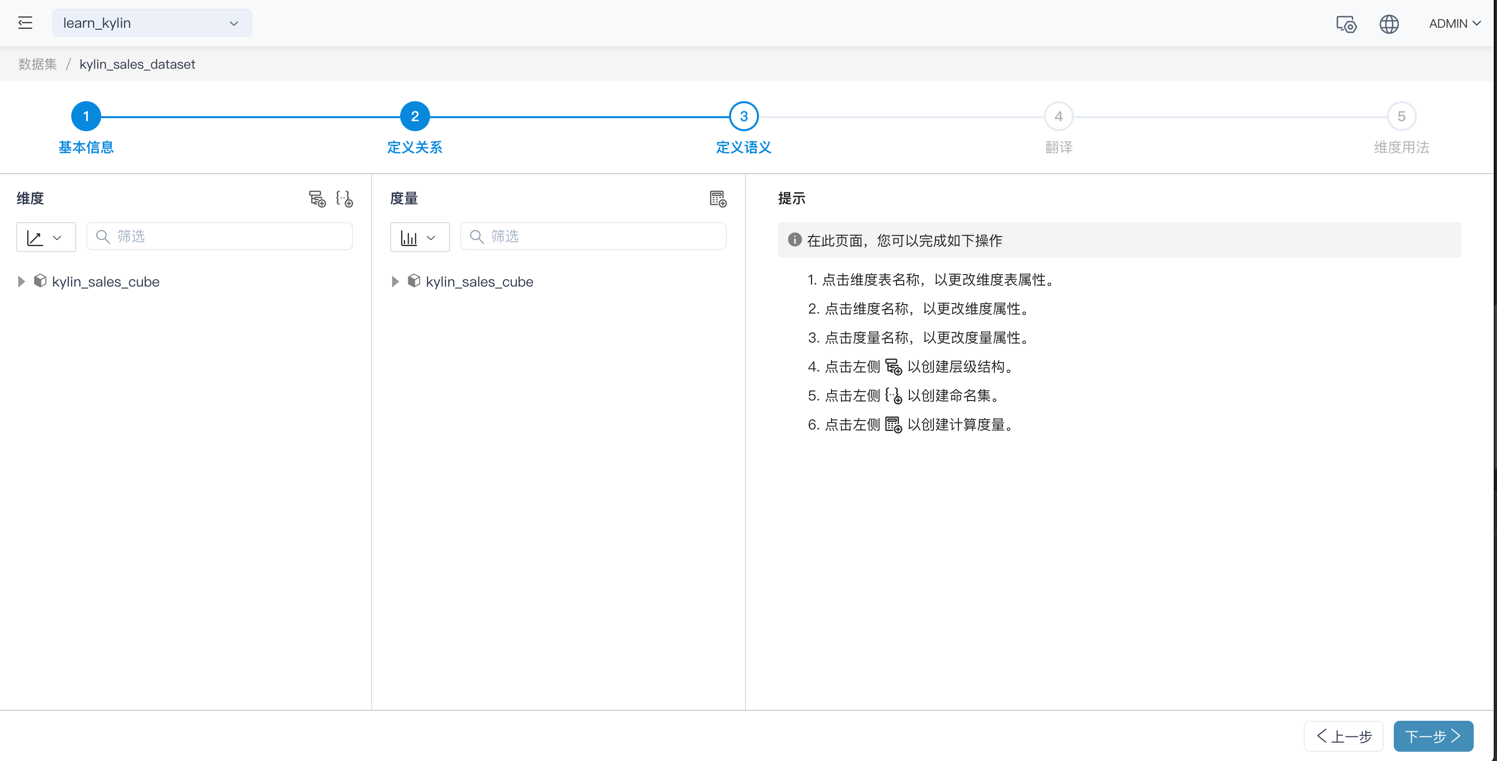 learn_kylin
ADMIN
数据集 / kylin_sales_dataset
1 2 3 4 5
基本信息 定义关系 定义语义 翻译 维度用法
维度
筛选
kylin_sales_cube
度量
筛选
kylin_sales_cube
提示
在此页面，您可以完成如下操作
1. 点击维度表名称，以更改维度表属性。
2. 点击维度名称，以更改维度属性。
3. 点击度量名称，以更改度量属性。
4. 点击左侧 以创建层级结构。
5. 点击左侧 以创建命名集。
6. 点击左侧 以创建计算度量。
上一步 下一步